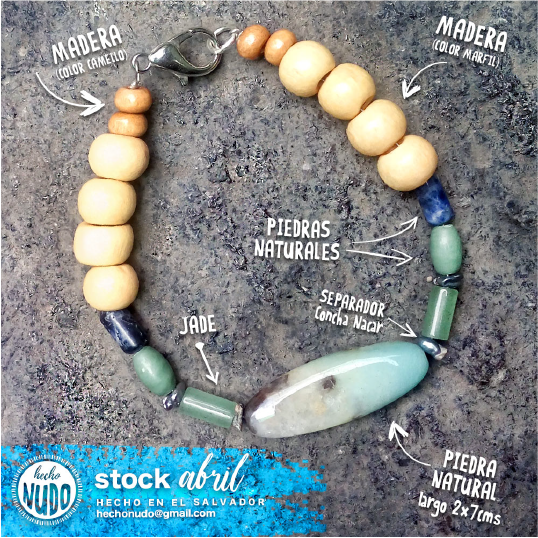 MADERA
(COLOR CAMELLO)
MADERA
(COLOR MARFIL)
PIEDRAS
NATURALES
SEPARADOR
Concha Nacar
JADE
PIEDRA
NATURAL
largo 2x7cms
hecho
NUDO
stock abril
HECHO EN EL SALVADOR
hechonudo@gmail.com